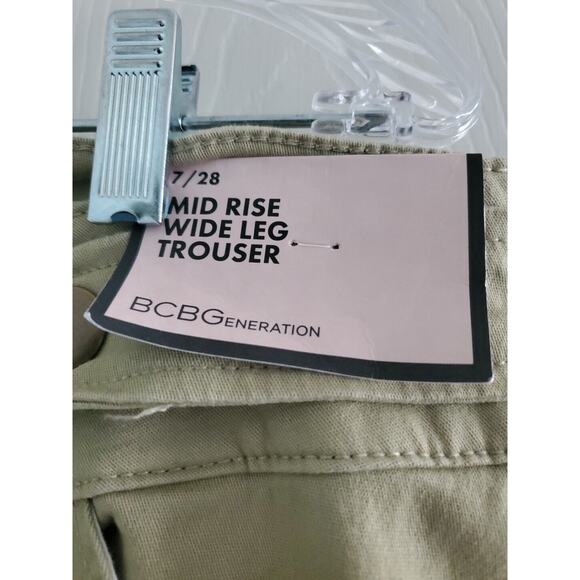 7/28
MID RISE
WIDE LEG
TROUSER
BCBGENERATION